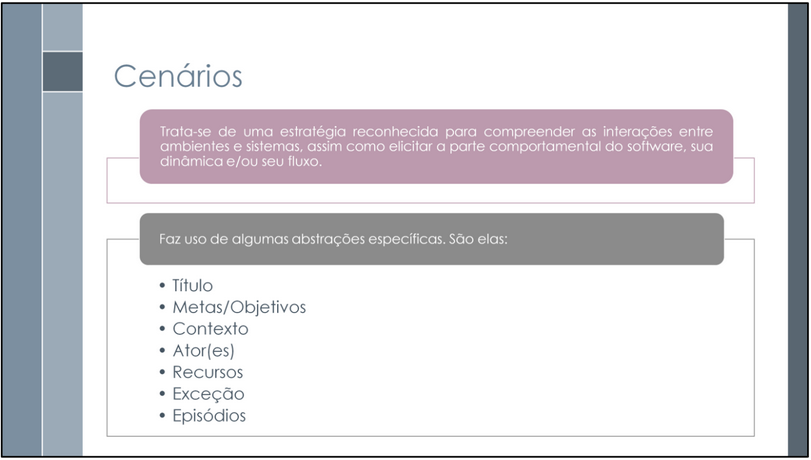 Cenários
Trata-se de uma estratégia reconhecida para compreender as interações entre
ambientes e sistemas, assim como elicitar a parte comportamental do software, sua
dinâmica e/ou seu fluxo.
Faz uso de algumas abstrações específicas. São elas:
• Título
• Metas/Objetivos
• Contexto
• Ator(es)
• Recursos
• Exceção
• Episódios